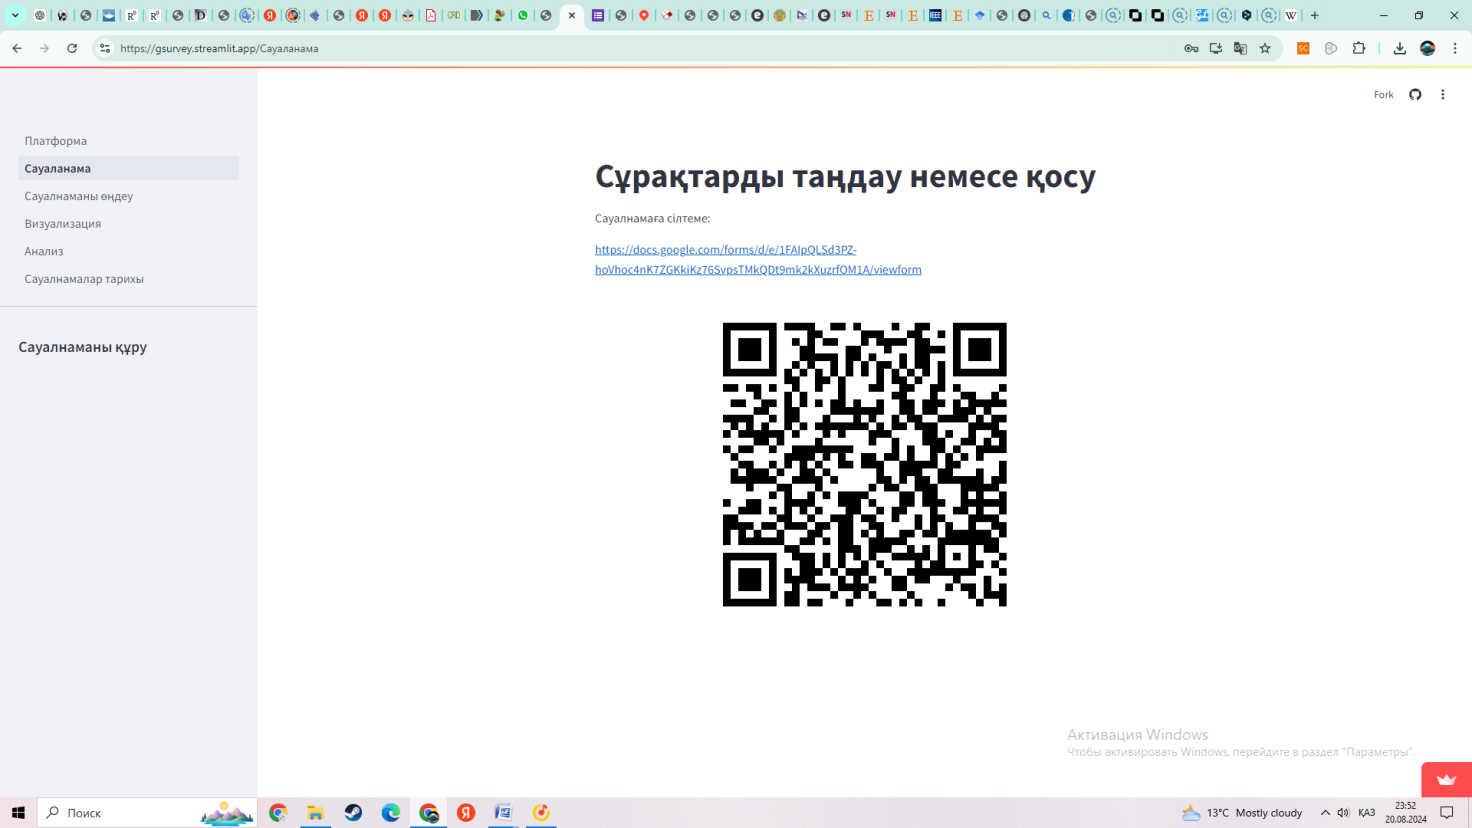 https://gsurvey.streamlit.app/Сауаланама
Fork
Платформа
Сауаланама
Сауалнаманы өңдеу
Визуализация
Анализ
Сауалнамалар тарихы
Сауалнаманы құру
Сұрақтарды таңдау немесе қосу
Сауалнамаға сілтеме:
https://docs.google.com/forms/d/e/1FAIpQLSd3PZ-
hoVhoc4nK7ZGKkiKz76SvpsTMkQDt9mk2kXuzrfOM1A/viewform
Активация Windows
Чтобы активировать Windows, перейдите в раздел "Параметры".
Поиск
13°C Mostly cloudy
ҚАЗ
23:52
20.08.2024